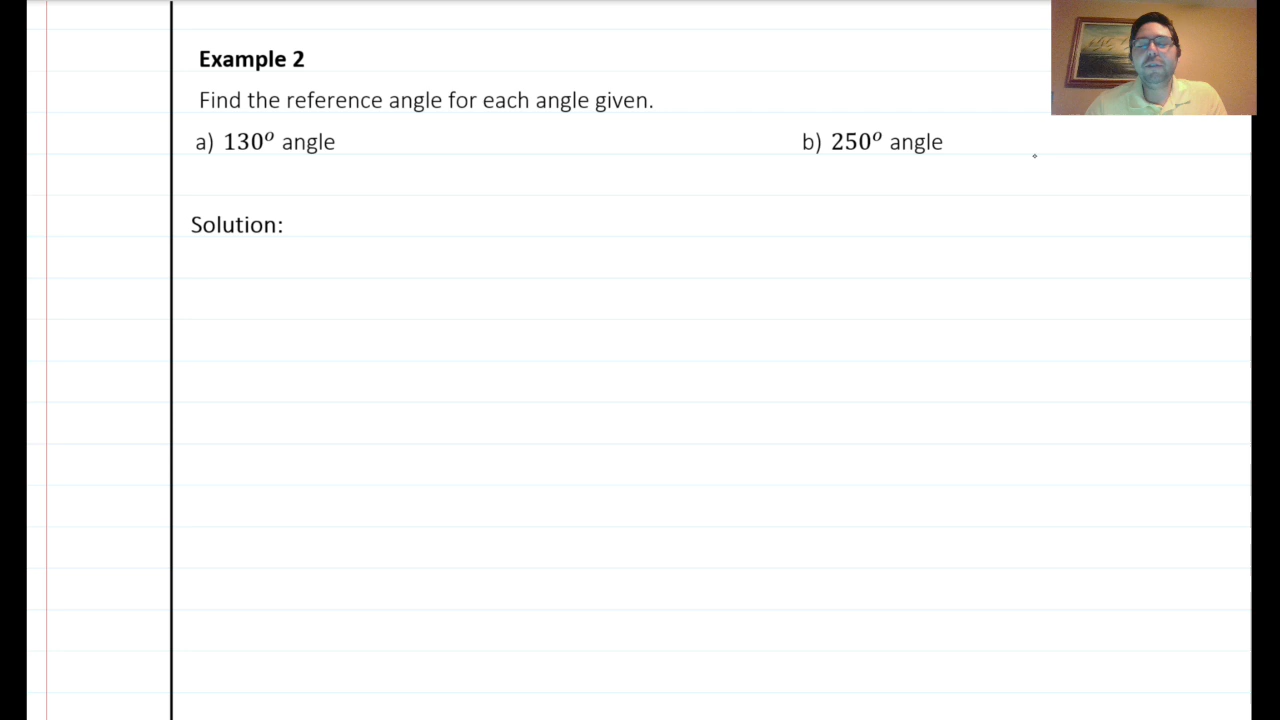 Example 2
Find the reference angle for each angle given.
a) 130° angle b) 250° angle
Solution: